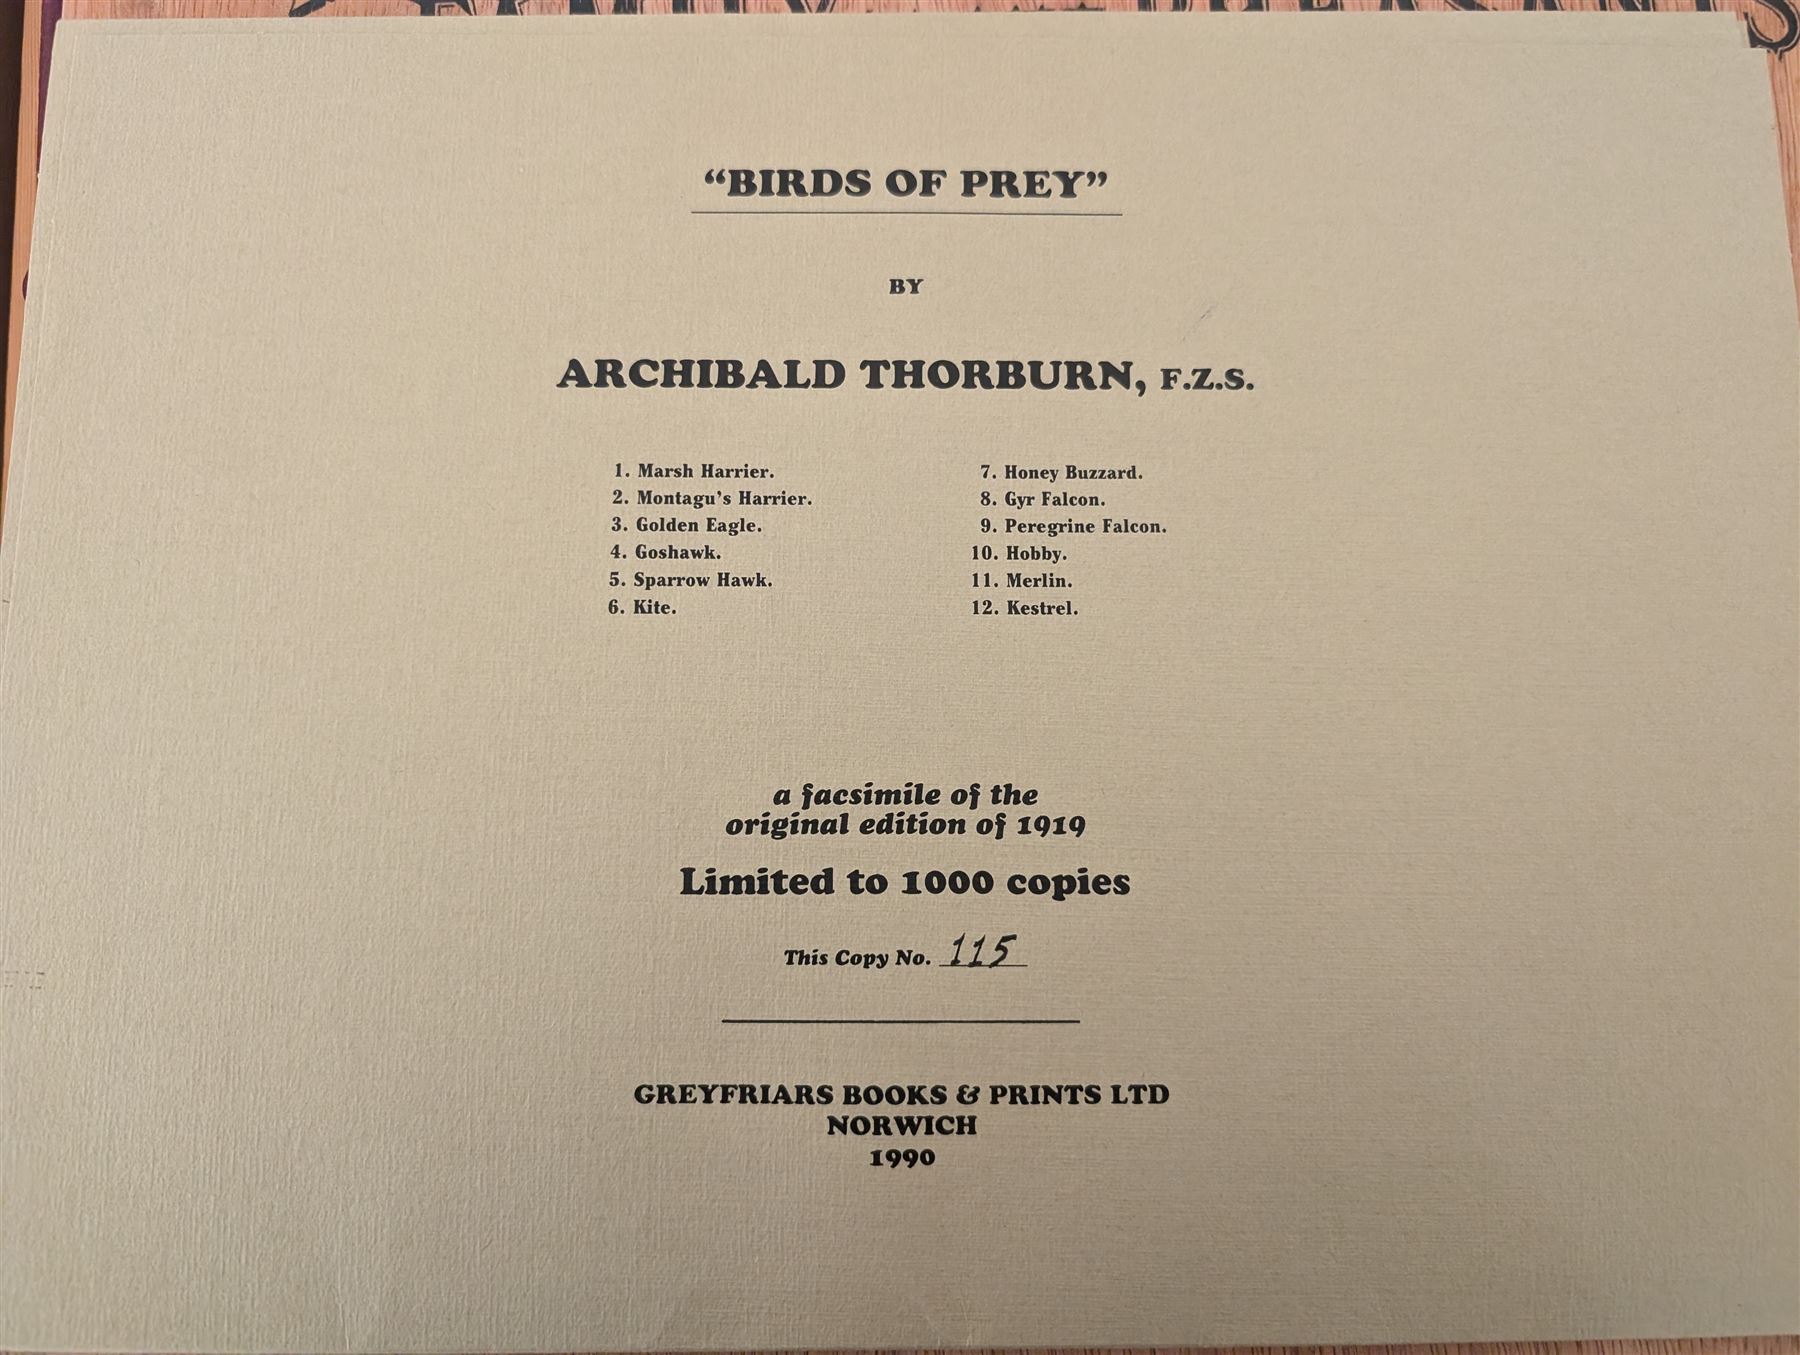 PHEASANTS
"BIRDS OF PREY"
BY
ARCHIBALD THORBURN, F.Z.S.
1. Marsh Harrier.
2. Montagu's Harrier.
3. Golden Eagle.
4. Goshawk.
5. Sparrow Hawk.
6. Kite.
7. Honey Buzzard.
8. Gyr Falcon.
9. Peregrine Falcon.
10. Hobby.
11. Merlin.
12. Kestrel.
a facsimile of the
original edition of 1919
Limited to 1000 copies
This Copy No. 115
GREYFRIARS BOOKS & PRINTS LTD
NORWICH
1990